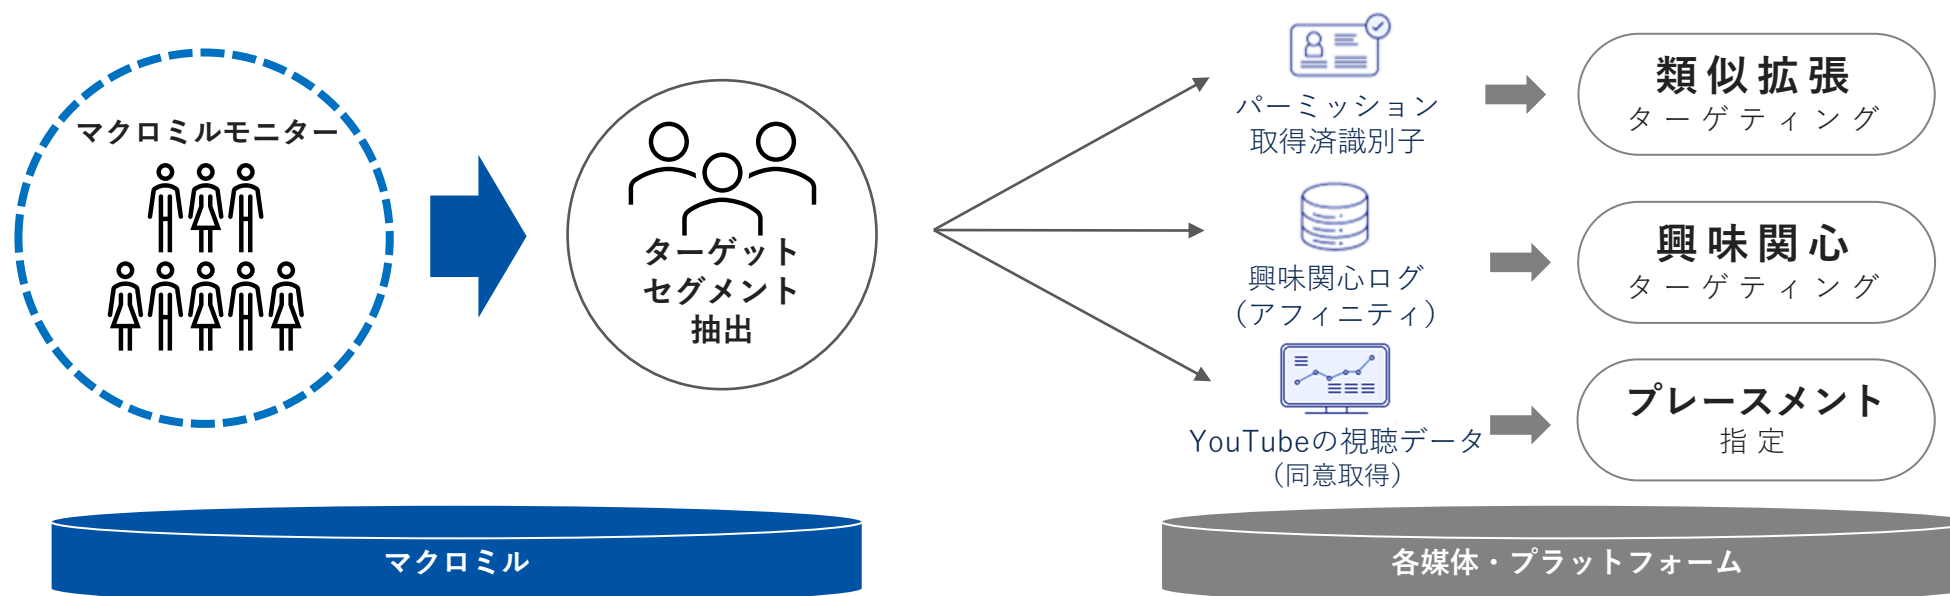 マクロミルモニター
ターゲット
セグメント
抽出
パーミッション
取得済識別子
類似拡張
ターゲティング
興味関心ログ
（アフィニティ）
興味関心
ターゲティング
YouTubeの視聴データ
（同意取得）
プレースメント
指定
マクロミル
各媒体・プラットフォーム